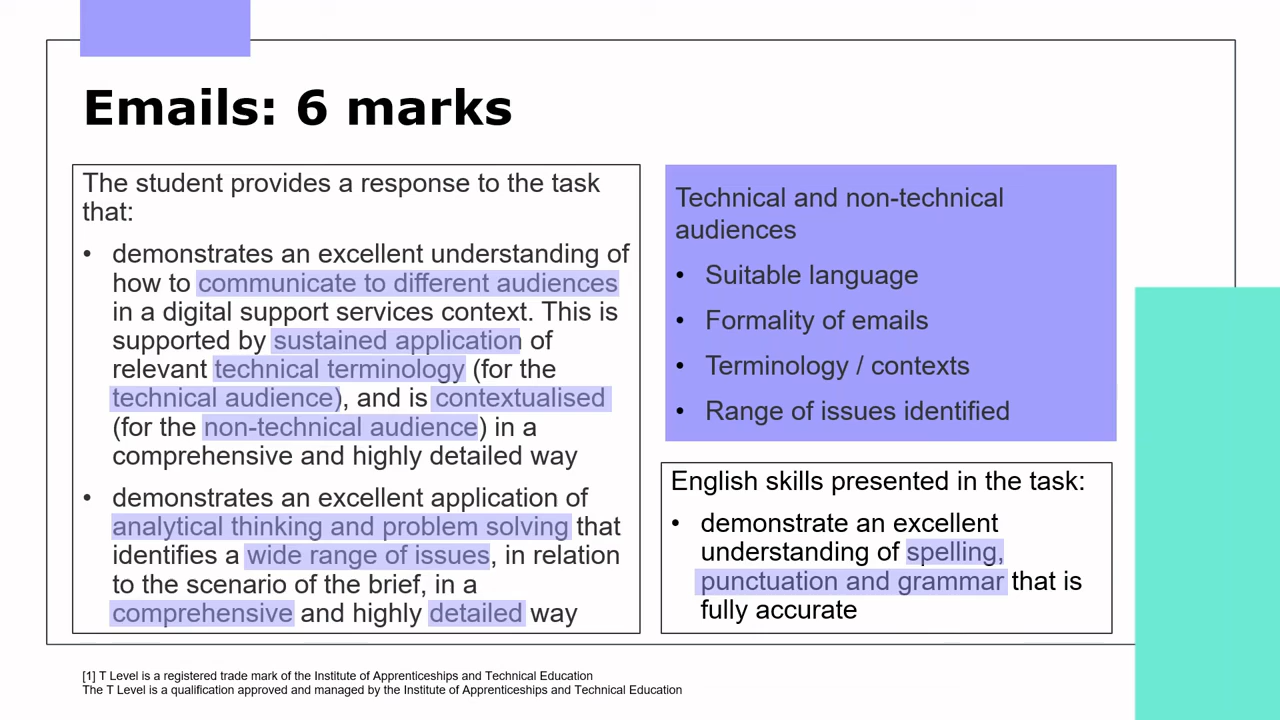 Emails: 6 marks
The student provides a response to the task
that:
• demonstrates an excellent understanding of
how to communicate to different audiences
in a digital support services context. This is
supported by sustained application of
relevant technical terminology (for the
technical audience), and is contextualised
(for the non-technical audience) in a
comprehensive and highly detailed way
• demonstrates an excellent application of
analytical thinking and problem solving that
identifies a wide range of issues, in relation
to the scenario of the brief, in a
comprehensive and highly detailed way
Technical and non-technical
audiences
• Suitable language
• Formality of emails
• Terminology / contexts
• Range of issues identified
English skills presented in the task:
• demonstrate an excellent
understanding of spelling,
punctuation and grammar that is
fully accurate
[1] T Level is a registered trade mark of the Institute of Apprenticeships and Technical Education
The T Level is a qualification approved and managed by the Institute of Apprenticeships and Technical Education